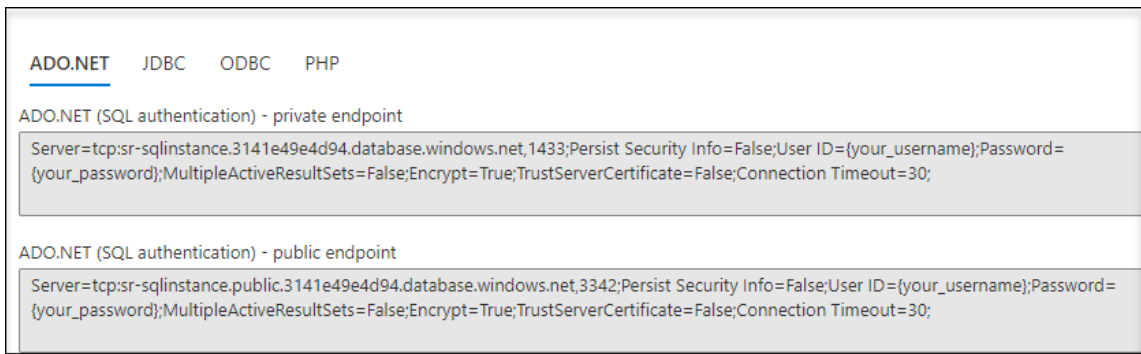 ADO.NET JDBC ODBC PHP
ADO.NET (SQL authentication) - private endpoint
Server=tcp:sr-sqlinstance.3141e49e4d94.database.windows.net,1433;Persist Security Info=False;User ID={your_username};Password=
{your_password};MultipleActiveResultSets=False;Encrypt=True;TrustServerCertificate=False;Connection Timeout=30;
ADO.NET (SQL authentication) - public endpoint
Server=tcp:sr-sqlinstance.public.3141e49e4d94.database.windows.net,3342;Persist Security Info=False;User ID={your_username};Password=
{your_password};MultipleActiveResultSets=False;Encrypt=True;TrustServerCertificate=False;Connection Timeout=30;